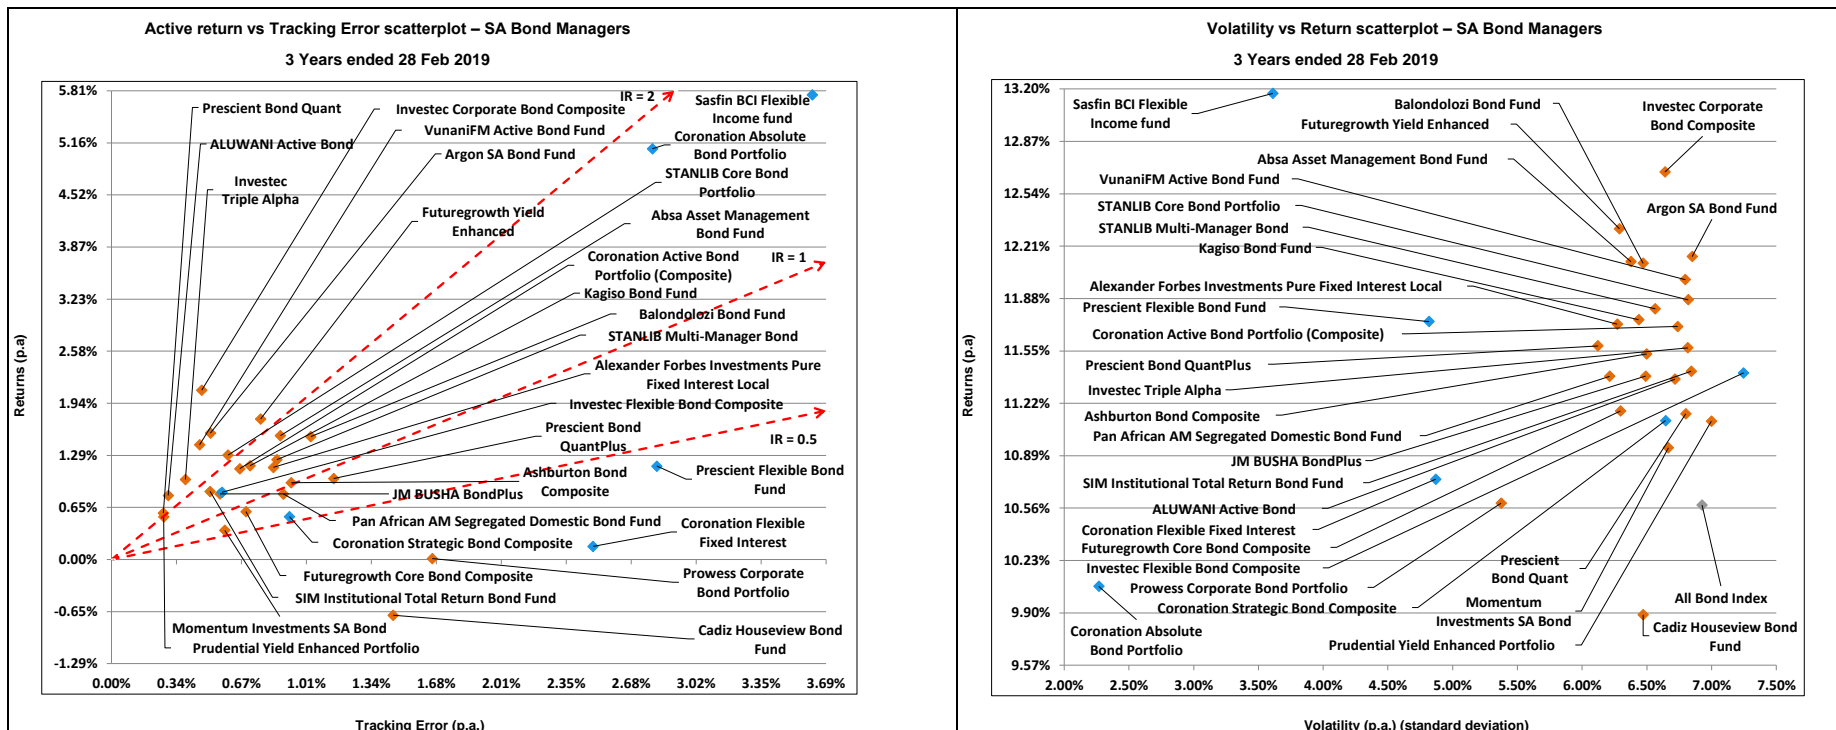 Active return vs Tracking Error scatterplot – SA Bond Managers
3 Years ended 28 Feb 2019
5.81%
5.16%
4.52%
3.87%
3.23%
2.58%
1.94%
1.29%
0.65%
0.00%
-0.65%
-1.29%
Returns (p.a)
IR = 2
Sasfin BCI Flexible
Income fund
Prescient Bond Quant
Investec Corporate Bond Composite
VunaniFM Active Bond Fund
Coronation Absolute
Bond Portfolio
ALUWANI Active Bond
Argon SA Bond Fund
STANLIB Core Bond
Portfolio
Investec
Triple Alpha
Futuregrowth Yield
Enhanced
Absa Asset Management
Bond Fund
Coronation Active Bond
Portfolio (Composite)
IR = 1
Kagiso Bond Fund
Balondolozi Bond Fund
STANLIB Multi-Manager Bond
Alexander Forbes Investments Pure
Fixed Interest Local
Investec Flexible Bond Composite
Prescient Bond
QuantPlus
IR = 0.5
Ashburton Bond
Composite
Prescient Flexible Bond
Fund
JM BUSHA BondPlus
Pan African AM Segregated Domestic Bond Fund
Coronation Flexible
Fixed Interest
Coronation Strategic Bond Composite
Futuregrowth Core Bond Composite
Prowess Corporate
Bond Portfolio
SIM Institutional Total Return Bond Fund
Momentum Investments SA Bond
Cadiz Houseview Bond
Fund
Prudential Yield Enhanced Portfolio
0.00%
0.34%
0.67%
1.01%
1.34%
1.68%
2.01%
2.35%
2.68%
3.02%
3.35%
3.69%
Tracking Error (p.a.)
Volatility vs Return scatterplot – SA Bond Managers
3 Years ended 28 Feb 2019
13.20%
12.87%
12.54%
12.21%
11.88%
11.55%
11.22%
10.89%
10.56%
10.23%
9.90%
9.57%
Returns (p.a)
Sasfin BCI Flexible
Income fund
Balondolozi Bond Fund
Investec Corporate
Bond Composite
Futuregrowth Yield Enhanced
Absa Asset Management Bond Fund
VunaniFM Active Bond Fund
STANLIB Core Bond Portfolio
Argon SA Bond Fund
STANLIB Multi-Manager Bond
Kagiso Bond Fund
Alexander Forbes Investments Pure Fixed Interest Local
Prescient Flexible Bond Fund
Coronation Active Bond Portfolio (Composite)
Prescient Bond QuantPlus
Investec Triple Alpha
Ashburton Bond Composite
Pan African AM Segregated Domestic Bond Fund
JM BUSHA BondPlus
SIM Institutional Total Return Bond Fund
ALUWANI Active Bond
Coronation Flexible Fixed Interest
Futuregrowth Core Bond Composite
Investec Flexible Bond Composite
Prescient
Bond Quant
Prowess Corporate Bond Portfolio
Coronation Strategic Bond Composite
Momentum
Investments SA Bond
All Bond Index
Coronation Absolute
Bond Portfolio
Prudential Yield Enhanced Portfolio
Cadiz Houseview Bond
Fund
2.00%
2.50%
3.00%
3.50%
4.00%
4.50%
5.00%
5.50%
6.00%
6.50%
7.00%
7.50%
Volatility (p.a.) (standard deviation)